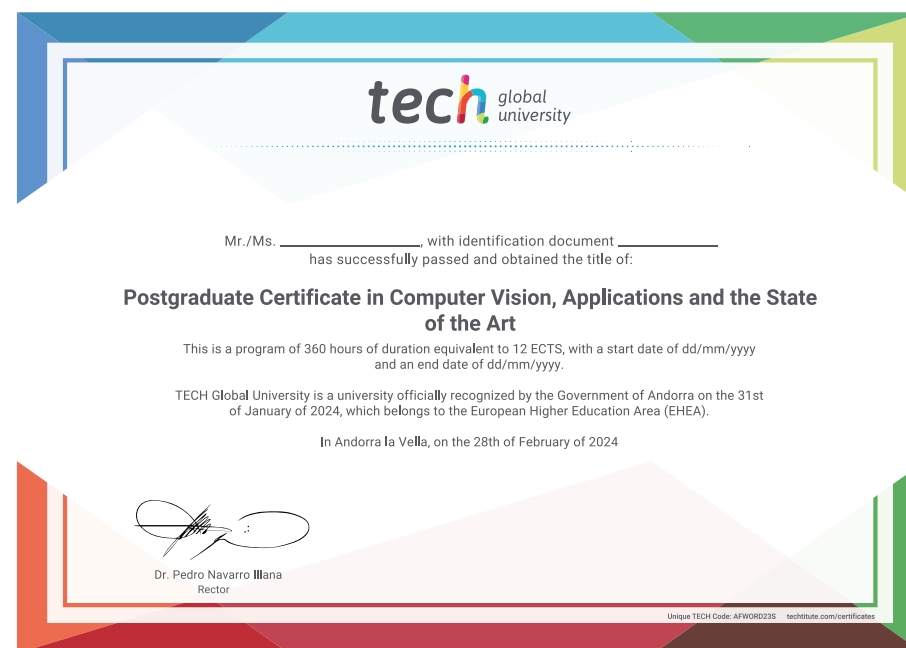 tech global
university
Mr./Ms. ____________, with identification document ____________
has successfully passed and obtained the title of:
Postgraduate Certificate in Computer Vision, Applications and the State
of the Art
This is a program of 360 hours of duration equivalent to 12 ECTS, with a start date of dd/mm/yyyy
and an end date of dd/mm/yyyy.
TECH Global University is a university officially recognized by the Government of Andorra on the 31st
of January of 2024, which belongs to the European Higher Education Area (EHEA).
In Andorra la Vella, on the 28th of February of 2024
Dr. Pedro Navarro Illana
Rector
Unique TECH Code: AFWORD23S techtitute.com/certificates